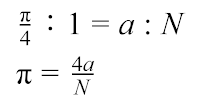 π/4 : 1 = a : N
π = 4a/N